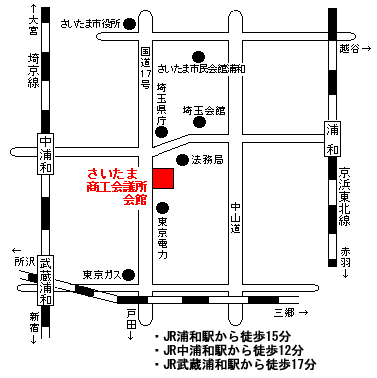 ↑大宮
埼京線
さいたま市役所
国道17号
さいたま市民会館浦和
越谷→
埼玉県庁
埼玉会館
浦和
中浦和
法務局
さいたま
商工会議所
会館
京浜東北線
中山道
東京電力
←
所沢
赤羽→
武蔵浦和
東京ガス
新宿→
戸田→
三郷→
・JR浦和駅から徒歩15分
・JR中浦和駅から徒歩12分
・JR武蔵浦和駅から徒歩17分